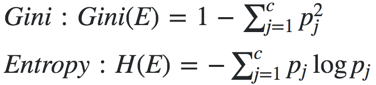 Gini : Gini(E) = 1 − ∑_{j=1}^{c} p_j^2
Entropy : H(E) = − ∑_{j=1}^{c} p_j log p_j